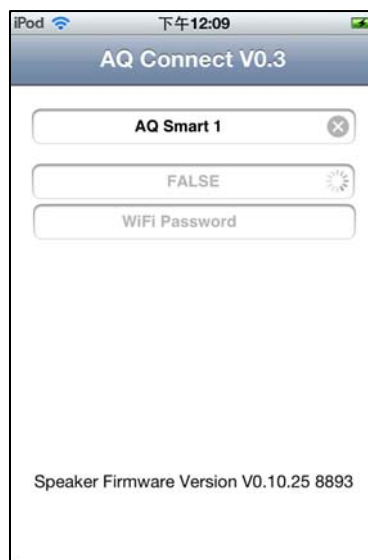 iPod 下午12:09
AQ Connect V0.3
AQ Smart 1
FALSE
WiFi Password
Speaker Firmware Version V0.10.25 8893